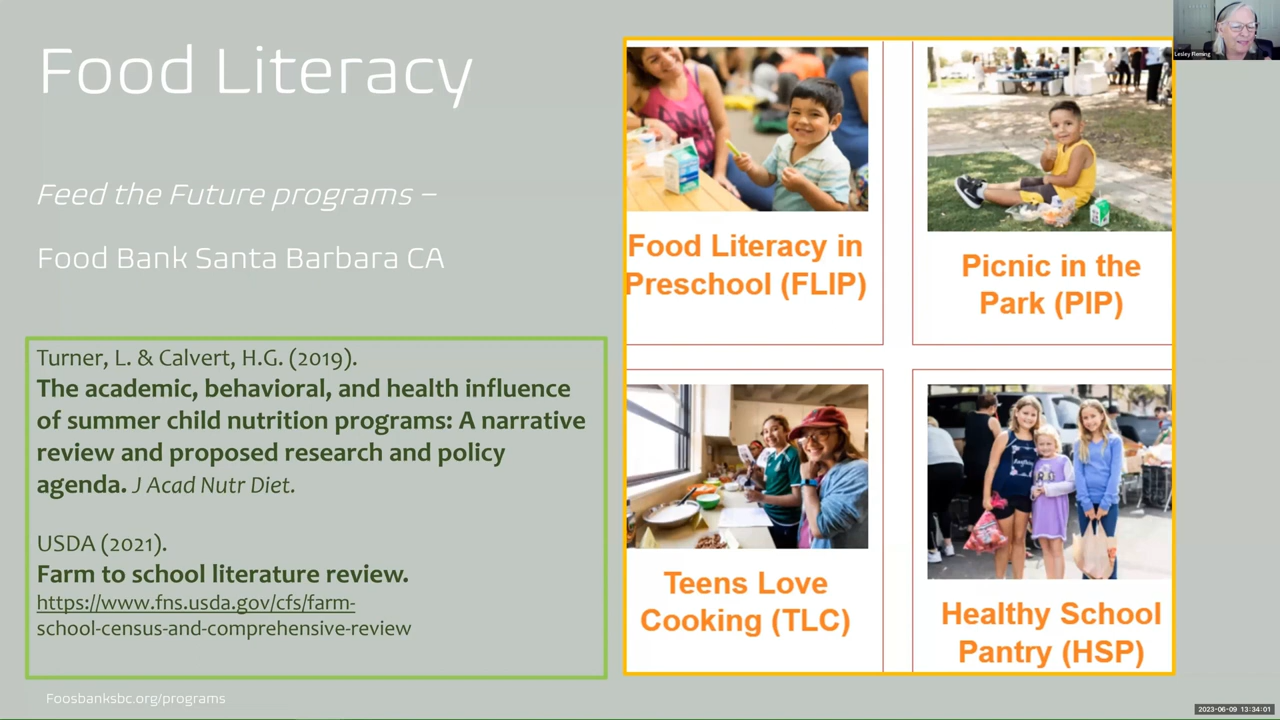 Food Literacy
Feed the Future programs –
Food Bank Santa Barbara CA
Turner, L. & Calvert, H.G. (2019).
The academic, behavioral, and health influence
of summer child nutrition programs: A narrative
review and proposed research and policy
agenda. J Acad Nutr Diet.
USDA (2021).
Farm to school literature review.
https://www.fns.usda.gov/cfs/farm-
school-census-and-comprehensive-review
Foosbanksbc.org/programs
Food Literacy in
Preschool (FLIP)
Picnic in the
Park (PIP)
Teens Love
Cooking (TLC)
Healthy School
Pantry (HSP)
Lesley Fleming
2023-06-09 13:34:01